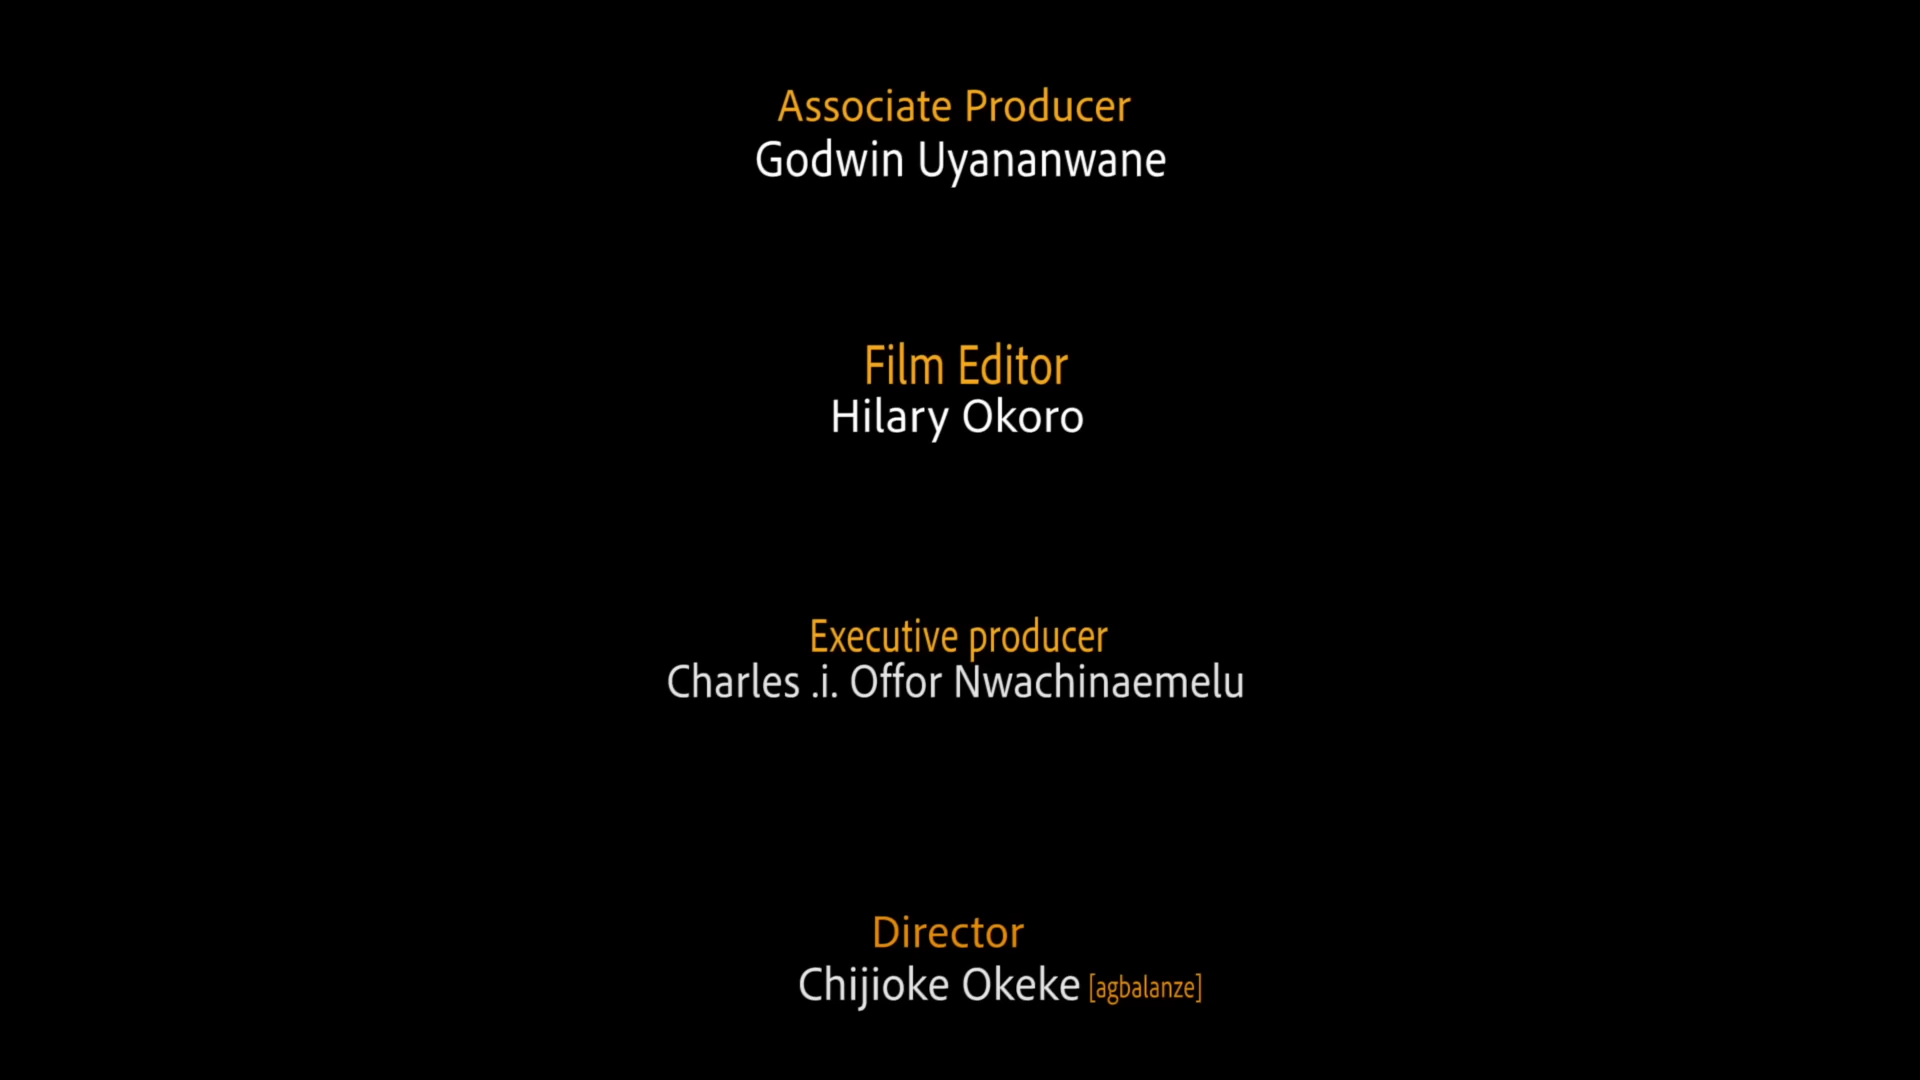 Associate Producer
Godwin Uyananwane
Film Editor
Hilary Okoro
Executive producer
Charles .i. Offor Nwachinaemelu
Director
Chijioke Okeke [agbalanze]